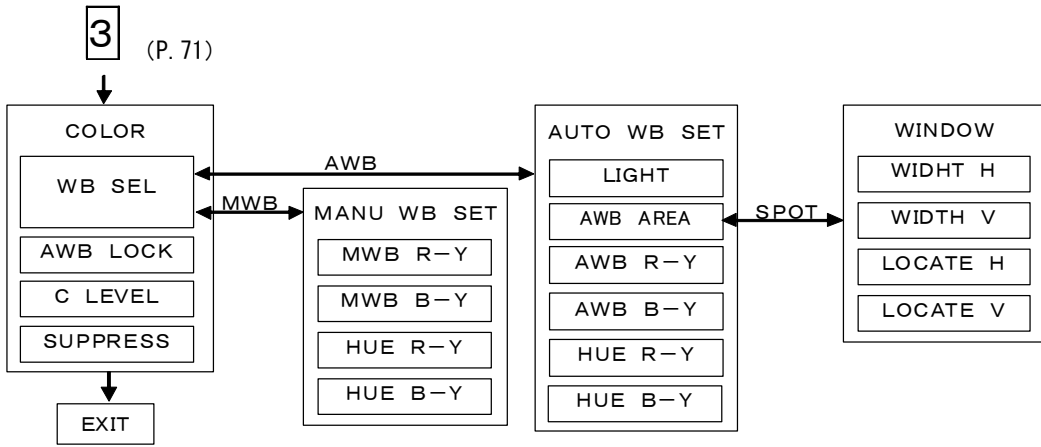 3
(P. 71)
COLOR
WB SEL
AWB LOCK
C LEVEL
SUPPRESS
EXIT
AWB
MWB
MANU WB SET
MWB R−Y
MWB B−Y
HUE R−Y
HUE B−Y
AUTO WB SET
LIGHT
AWB AREA
AWB R−Y
AWB B−Y
HUE R−Y
HUE B−Y
SPOT
WINDOW
WIDHT H
WIDTH V
LOCATE H
LOCATE V